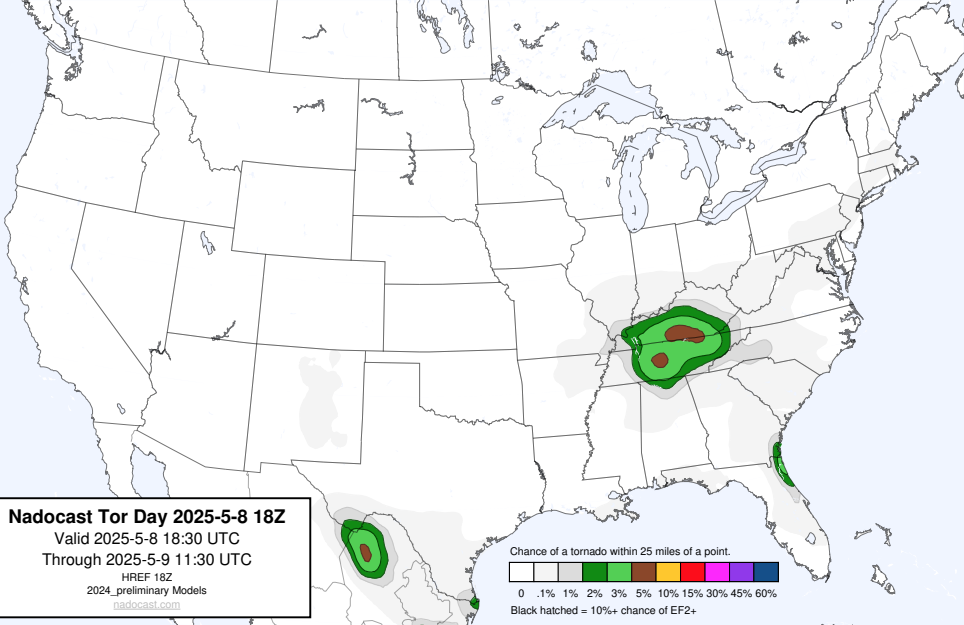 Nadocast Tor Day 2025-5-8 18Z
Valid 2025-5-8 18:30 UTC
Through 2025-5-9 11:30 UTC
HREF 18Z
2024_preliminary Models
nadocast.com
Chance of a tornado within 25 miles of a point.
0 .1% 1% 2% 3% 5% 10% 15% 30% 45% 60%
Black hatched = 10%+ chance of EF2+